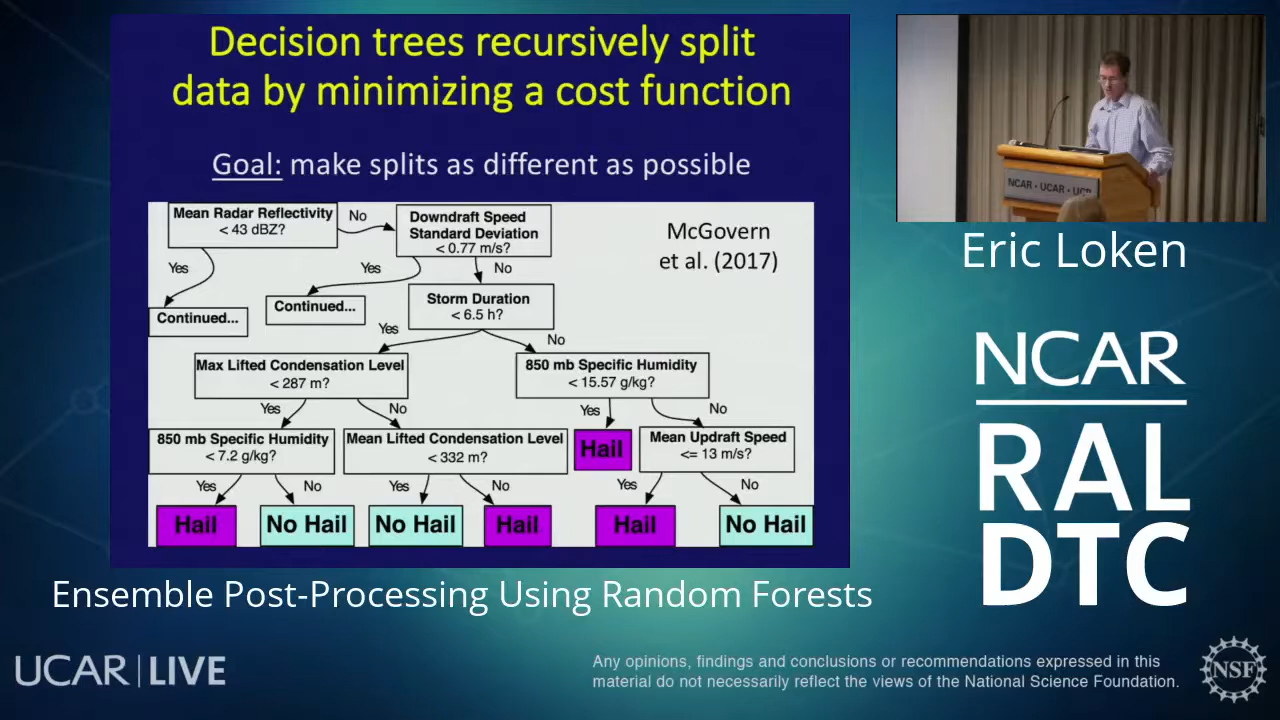 Decision trees recursively split
data by minimizing a cost function
Goal: make splits as different as possible
Mean Radar Reflectivity
< 43 dBZ?
No
Downdraft Speed
Standard Deviation
< 0.77 m/s?
McGovern
et al. (2017)
Yes
Yes
No
Continued...
Continued...
Storm Duration
< 6.5 h?
Yes
No
Max Lifted Condensation Level
< 287 m?
850 mb Specific Humidity
< 15.57 g/kg?
Yes
No
Yes
No
850 mb Specific Humidity
< 7.2 g/kg?
Mean Lifted Condensation Level
< 332 m?
Hail
Mean Updraft Speed
<= 13 m/s?
Yes
No
Yes
No
Yes
No
Hail
No Hail
No Hail
Hail
Hail
No Hail
NCAR · UCAR · UCP
Eric Loken
NCAR
RAL
DTC
Ensemble Post-Processing Using Random Forests
UCAR | LIVE
Any opinions, findings and conclusions or recommendations expressed in this
material do not necessarily reflect the views of the National Science Foundation.
NSF